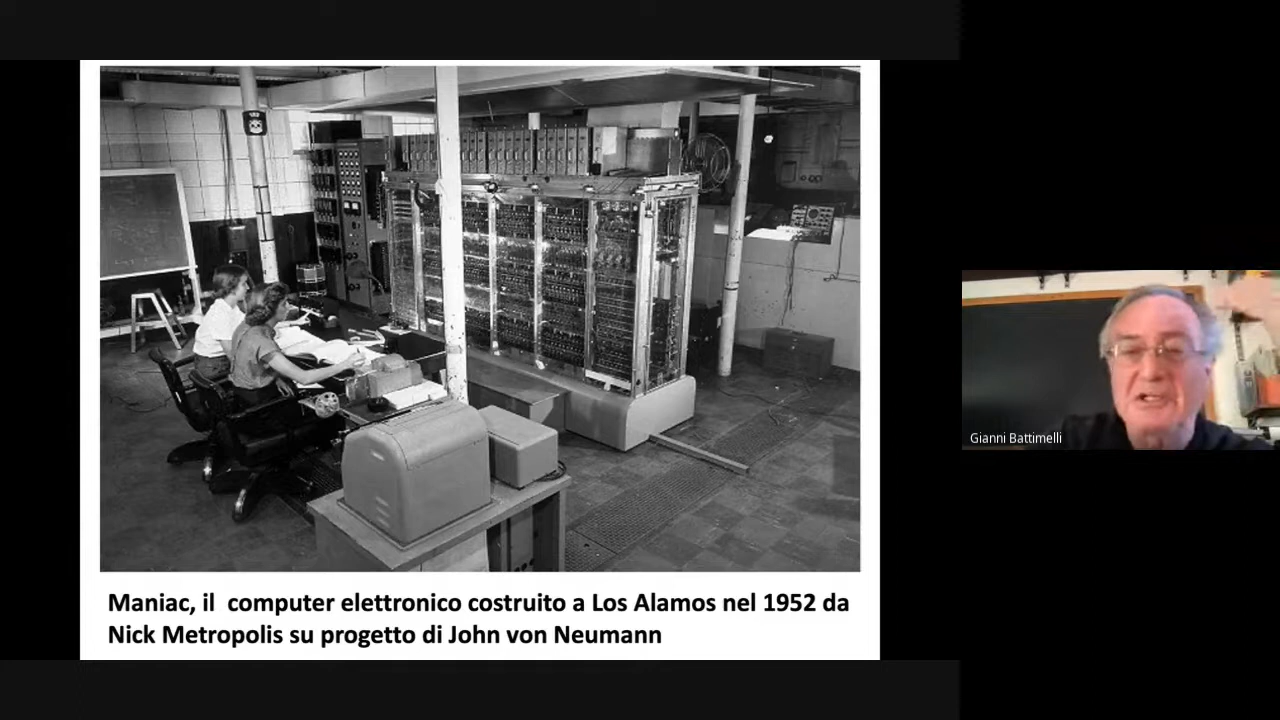 Maniac, il  computer elettronico costruito a Los Alamos nel 1952 da
Nick Metropolis su progetto di John von Neumann
Gianni Battimelli